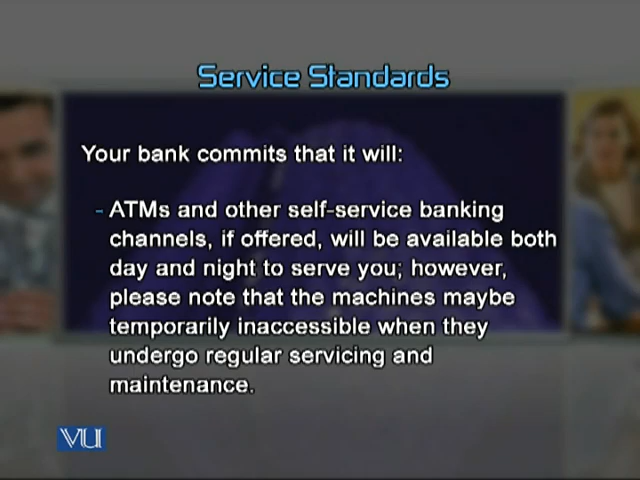 Service Standards
Your bank commits that it will:
- ATMs and other self-service banking
channels, if offered, will be available both
day and night to serve you; however,
please note that the machines maybe
temporarily inaccessible when they
undergo regular servicing and
maintenance.
VU